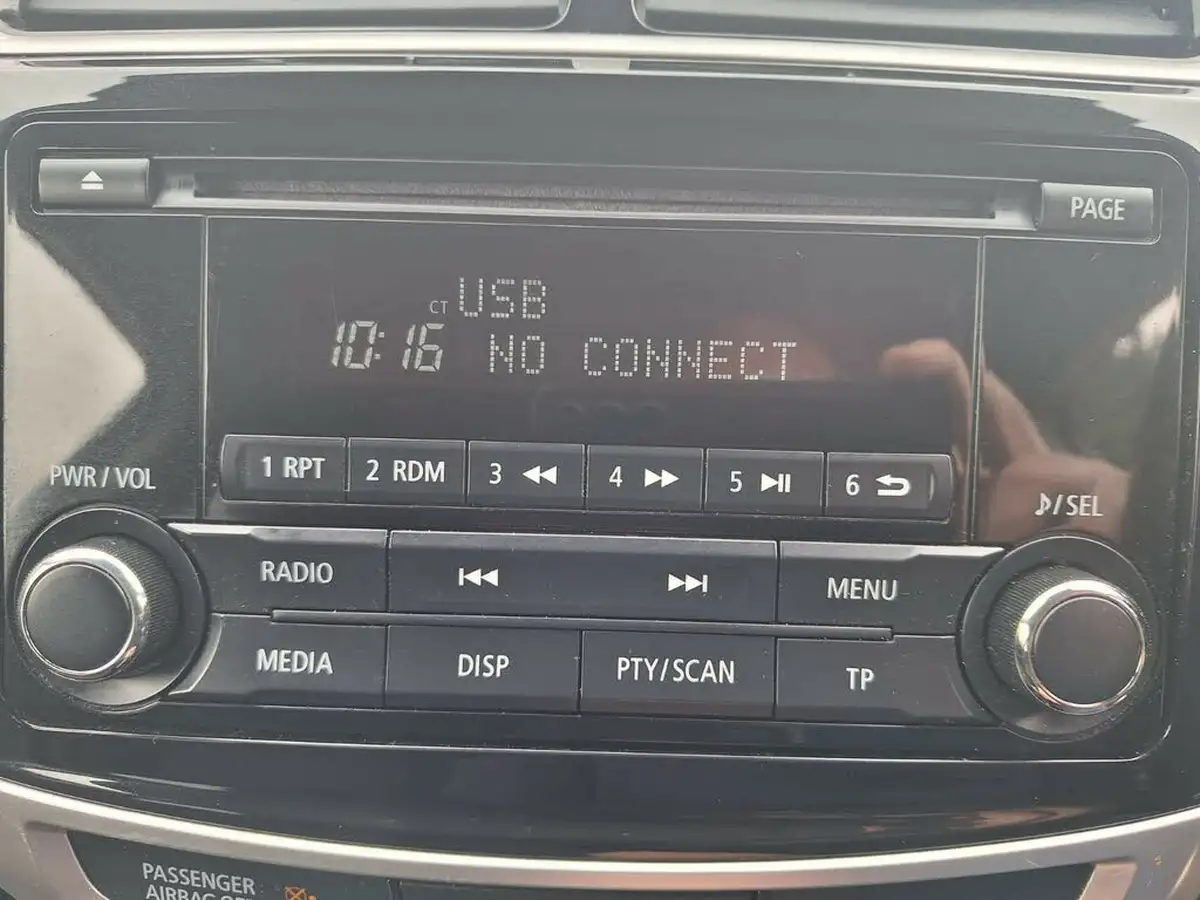 PAGE
CT USB
10:16 NO CONNECT
1 RPT 2 RDM 3 4 5 6
PWR/VOL
♪/SEL
RADIO MENU
MEDIA DISP PTY/SCAN TP
PASSENGER
AIRBAG OFF